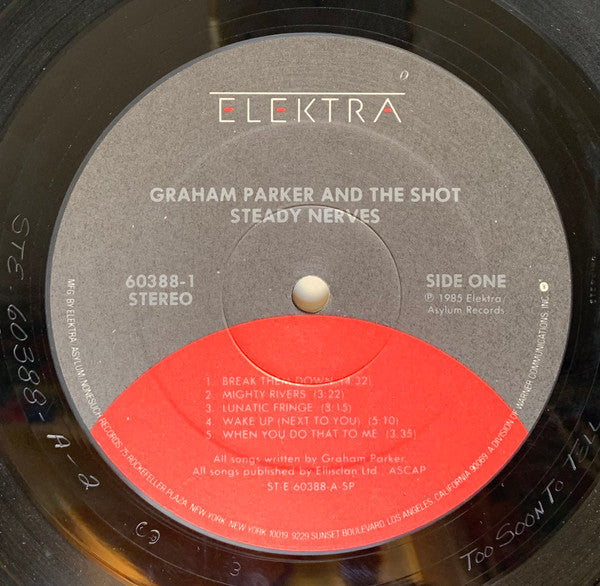 ELEKTRA
GRAHAM PARKER AND THE SHOT
STEADY NERVES
60388-1
STEREO
SIDE ONE
℗ 1985 Elektra/
Asylum Records
1. BREAK THEM DOWN (4:32)
2. MIGHTY RIVERS (3:22)
3. LUNATIC FRINGE (3:15)
4. WAKE UP (NEXT TO YOU) (5:10)
5. WHEN YOU DO THAT TO ME (3:35)
All songs written by Graham Parker.
All songs published by Ellisclan Ltd. ASCAP
ST-E-60388-A-SP
MFG. BY ELEKTRA/ASYLUM/NONESUCH RECORDS, 75 ROCKEFELLER PLAZA, NEW YORK, NEW YORK 10019. 9229 SUNSET BOULEVARD, LOS ANGELES, CALIFORNIA 90069. A DIVISION OF WARNER COMMUNICATIONS INC.
STE-60388-A-2
3
TOO SOON TO TELL